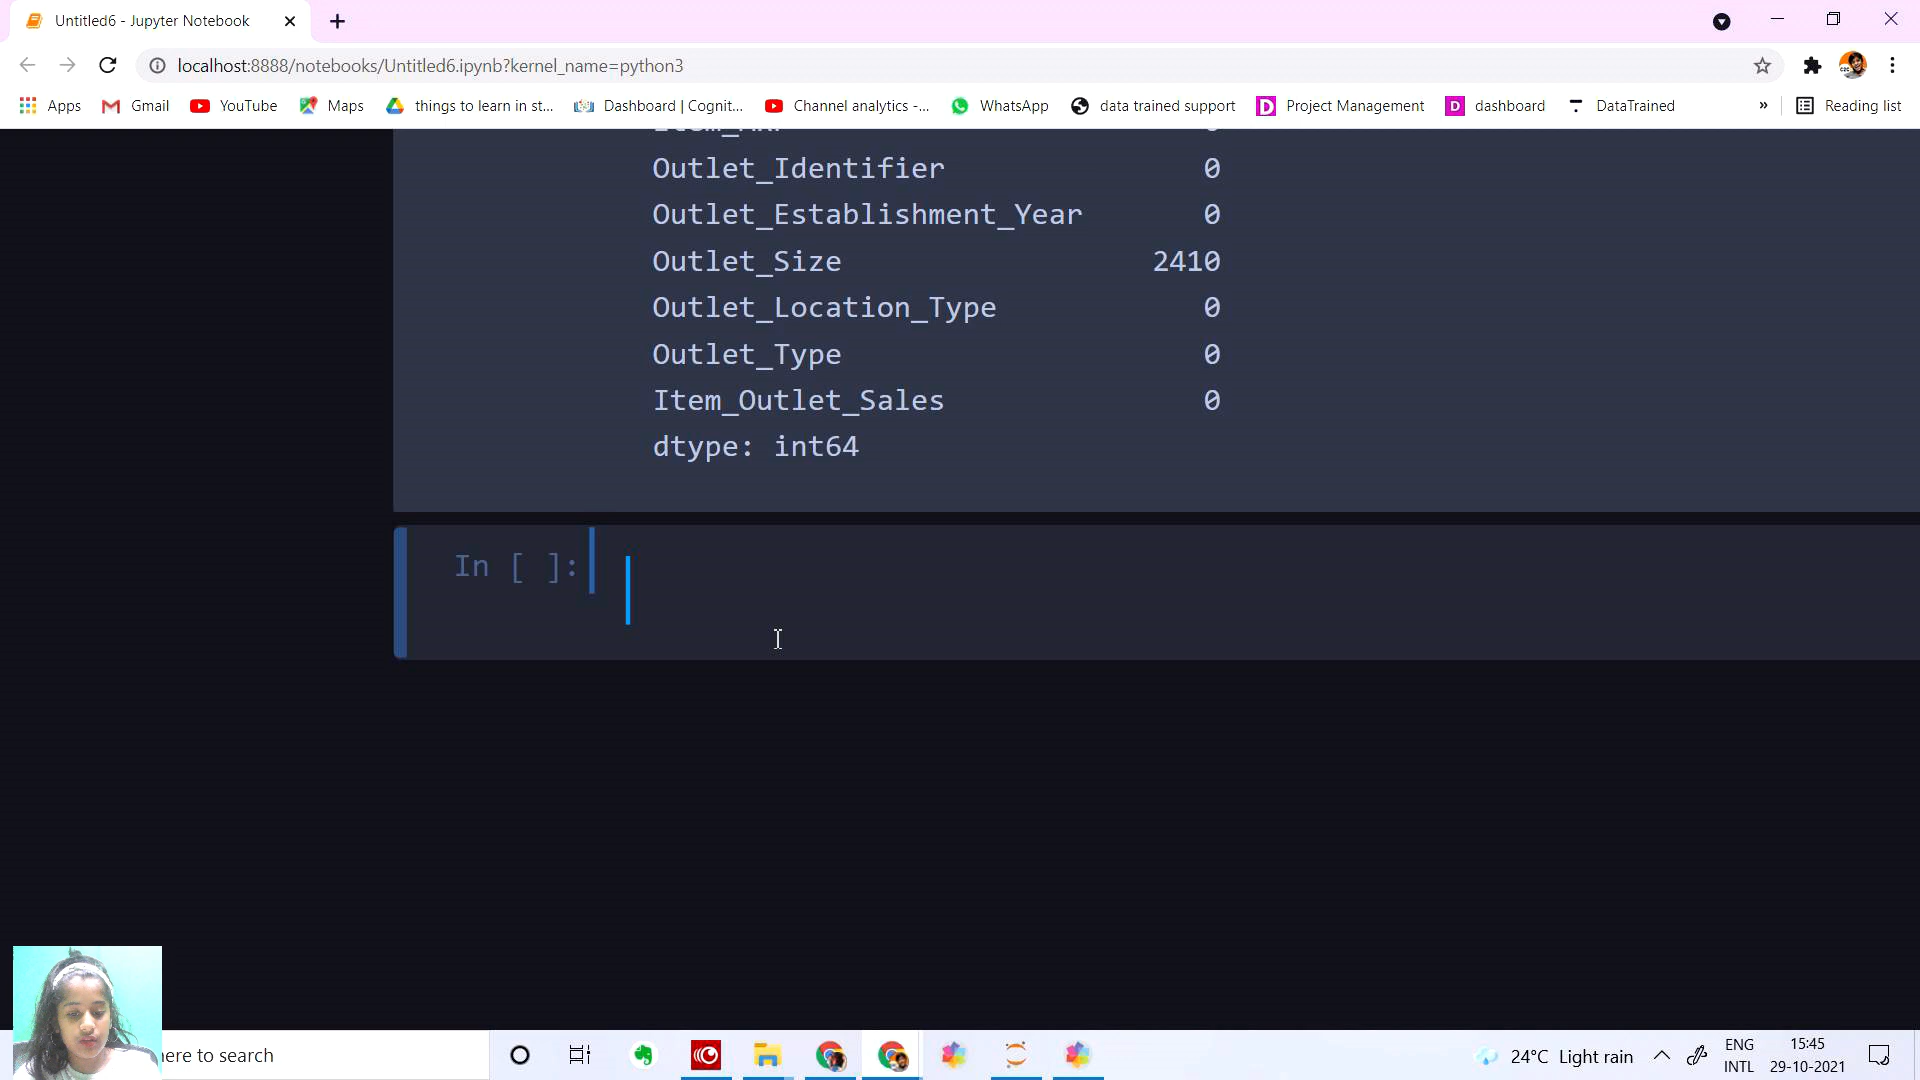 Untitled6 - Jupyter Notebook
localhost:8888/notebooks/Untitled6.ipynb?kernel_name=python3
Apps Gmail YouTube Maps things to learn in st... Dashboard | Cognit... Channel analytics -... WhatsApp data trained support Project Management dashboard DataTrained » Reading list
Outlet_Identifier 0
Outlet_Establishment_Year 0
Outlet_Size 2410
Outlet_Location_Type 0
Outlet_Type 0
Item_Outlet_Sales 0
dtype: int64
In [ ]:
here to search
24°C Light rain
ENG
INTL
15:45
29-10-2021